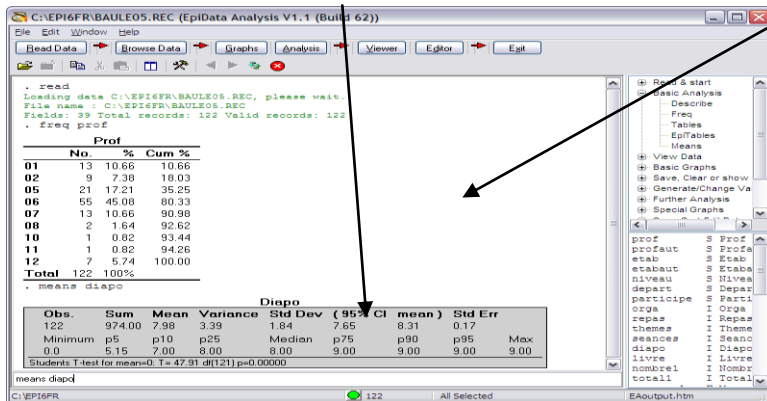 C:\EPI6FR\BAULE05.REC (EpiData Analysis V1.1 (Build 62))
File Edit Window Help
Read Data Browse Data Graphs Analysis Viewer Editor Exit
. read
Loading data C:\EPI6FR\BAULE05.REC, please wait.
File name : C:\EPI6FR\BAULE05.REC
Fields: 39 Total records: 122 Valid records: 122
. freq prof
Prof
No. % Cum %
01 13 10.66 10.66
02 9 7.38 18.03
05 21 17.21 35.25
06 55 45.08 80.33
07 13 10.66 90.98
08 2 1.64 92.62
10 1 0.82 93.44
11 1 0.82 94.26
12 7 5.74 100.00
Total 122 100%
. means diapo
Diapo
Obs. Sum Mean Variance Std Dev ( 95% CI mean ) Std Err
122 974.00 7.98 3.39 1.84 7.65 8.31 0.17
Minimum p5 p10 p25 Median p75 p90 p95 Max
0.0 5.15 7.00 8.00 8.00 9.00 9.00 9.00 9.00
Students T-test for mean=0: T= 47.91 df(121) p=0.00000
means diapo
Read & start
Basic Analysis
Describe
Freq
Tables
EpiTables
Means
View Data
Basic Graphs
Save, Clear or show
Generate/Change Va
Further Analysis
Special Graphs
prof S Prof
profaut S Profa
etab S Etab
etabaut S Etaba
niveau S Nivea
depart S Depar
participe S Parti
orga I Orga
repas I Repas
themes I Theme
seances I Seanc
diapo I Diapo
livre I Livre
nombre1 I Nombr
total1 I Total
C:\EPI6FR 122 All Selected EAoutput.htm